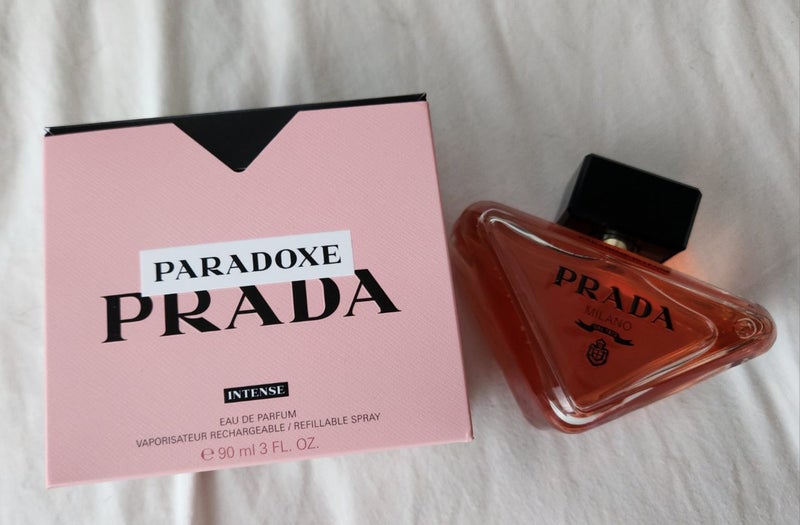 PARADOXE
PRADA
INTENSE
EAU DE PARFUM
VAPORISATEUR RECHARGEABLE / REFILLABLE SPRAY
℮ 90 ml 3 FL. OZ.
PRADA
MILANO